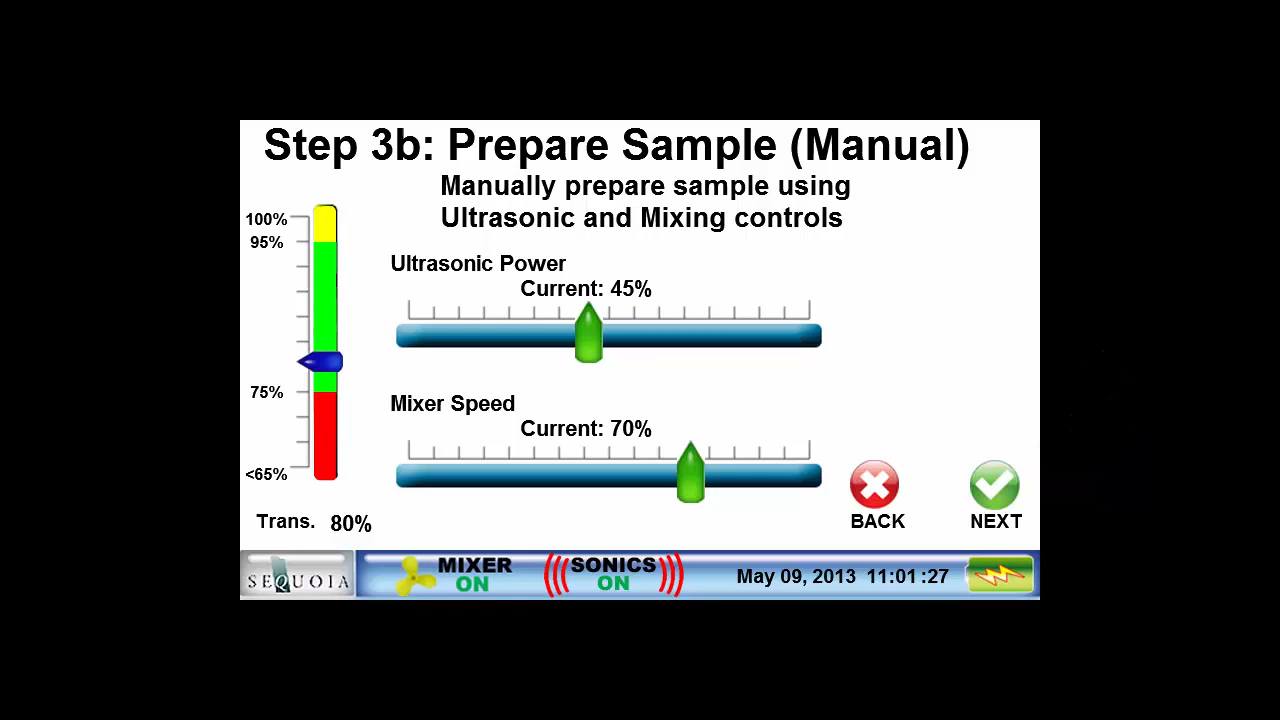 Step 3b: Prepare Sample (Manual)
Manually prepare sample using
Ultrasonic and Mixing controls
100%
95%
75%
<65%
Trans. 80%
Ultrasonic Power
Current: 45%
Mixer Speed
Current: 70%
BACK
NEXT
SEQUOIA
MIXER
ON
SONICS
ON
May 09, 2013 11:01:27